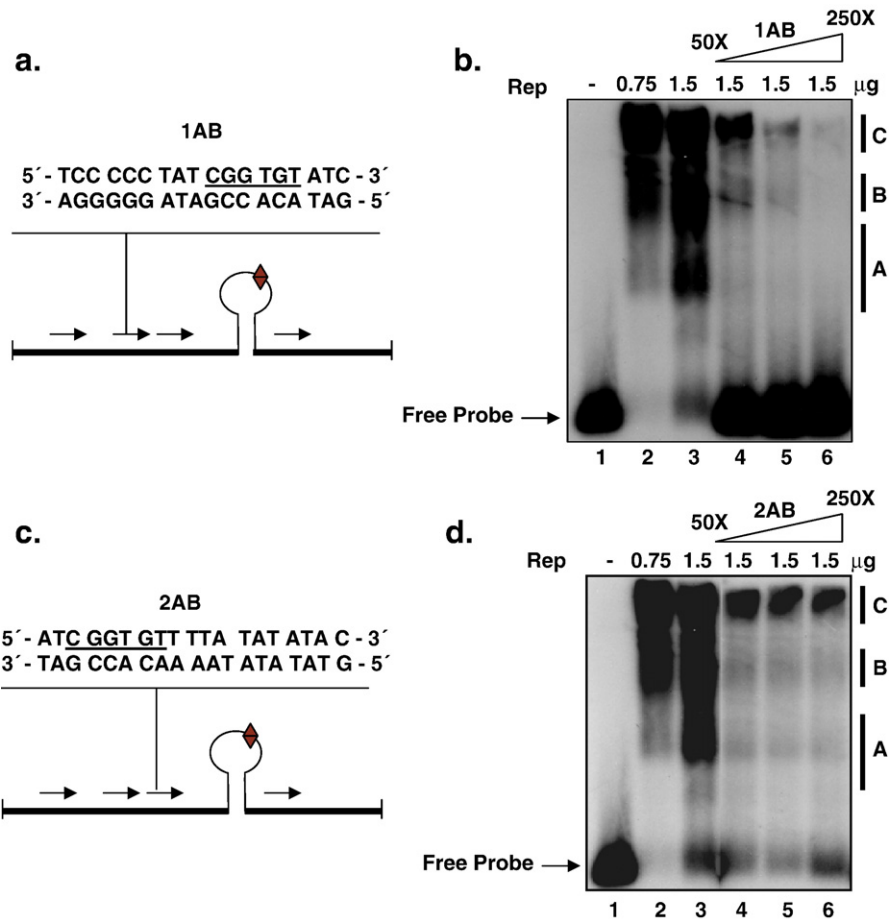 a.
1AB
5´- TCC CCC TAT CGG TGT ATC - 3´
3´- AGGGGG ATAGCC ACA TAG - 5´
b.
50X 1AB 250X
Rep - 0.75 1.5 1.5 1.5 1.5 µg
C
B
A
Free Probe
1 2 3 4 5 6
c.
2AB
5´- ATC GGT GTT TTA TAT ATA C - 3´
3´- TAG CCA CAA AAT ATA TAT G - 5´
d.
50X 2AB 250X
Rep - 0.75 1.5 1.5 1.5 1.5 µg
C
B
A
Free Probe
1 2 3 4 5 6